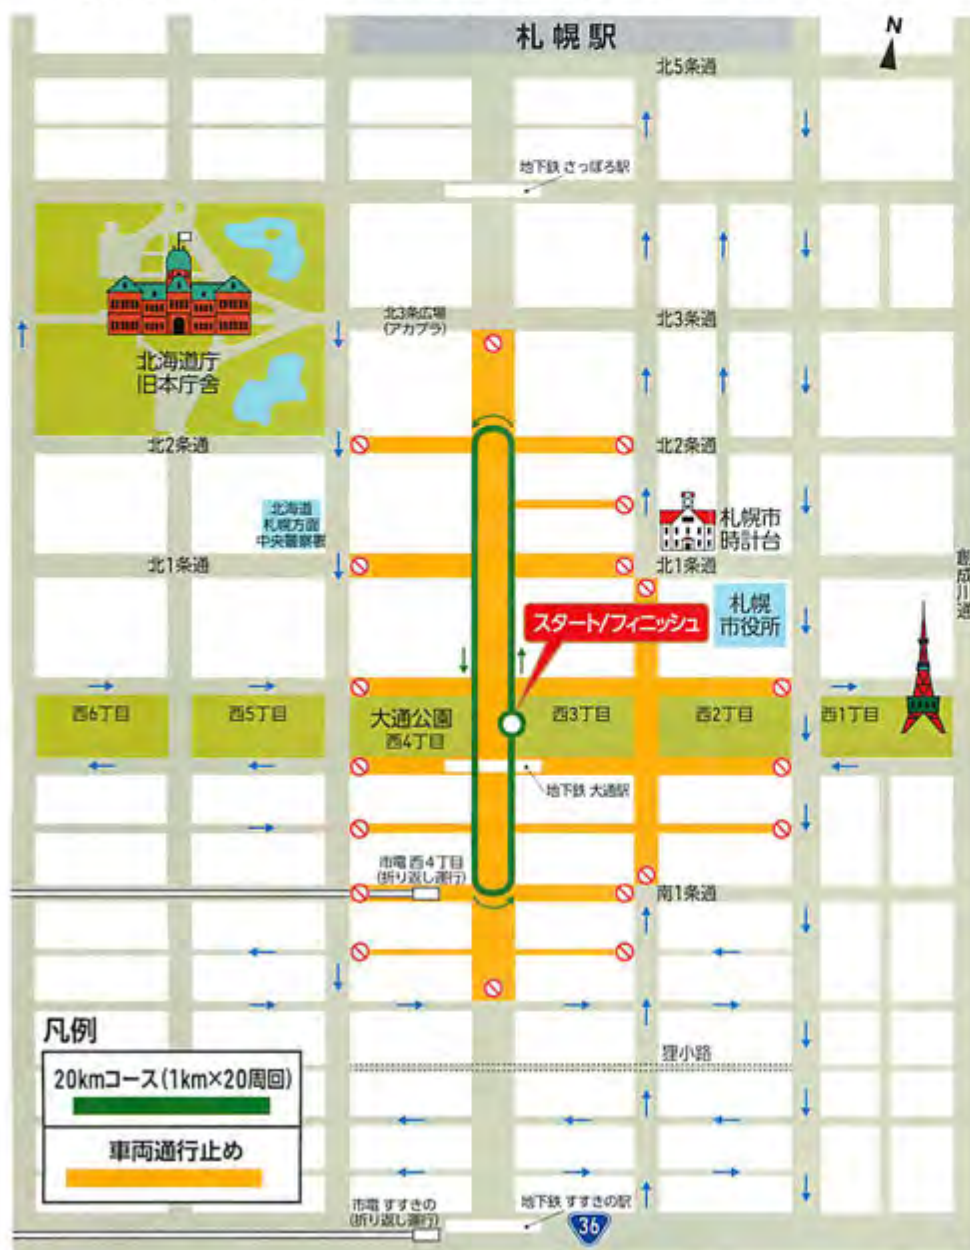 札幌駅
N
北5条通
地下鉄 さっぽろ駅
北3条広場
(アカプラ)
北3条通
北海道庁
旧本庁舎
北2条通
北2条通
北海道
札幌方面
中央警察署
札幌市
時計台
北1条通
北1条通
創成川通
スタート/フィニッシュ
札幌
市役所
西6丁目
西5丁目
大通公園
西4丁目
西3丁目
西2丁目
西1丁目
地下鉄 大通駅
市電 西4丁目
(折り返し運行)
南1条通
凡例
20kmコース(1km×20周回)
車両通行止め
狸小路
市電 すすきの
(折り返し運行)
地下鉄 すすきの駅
36